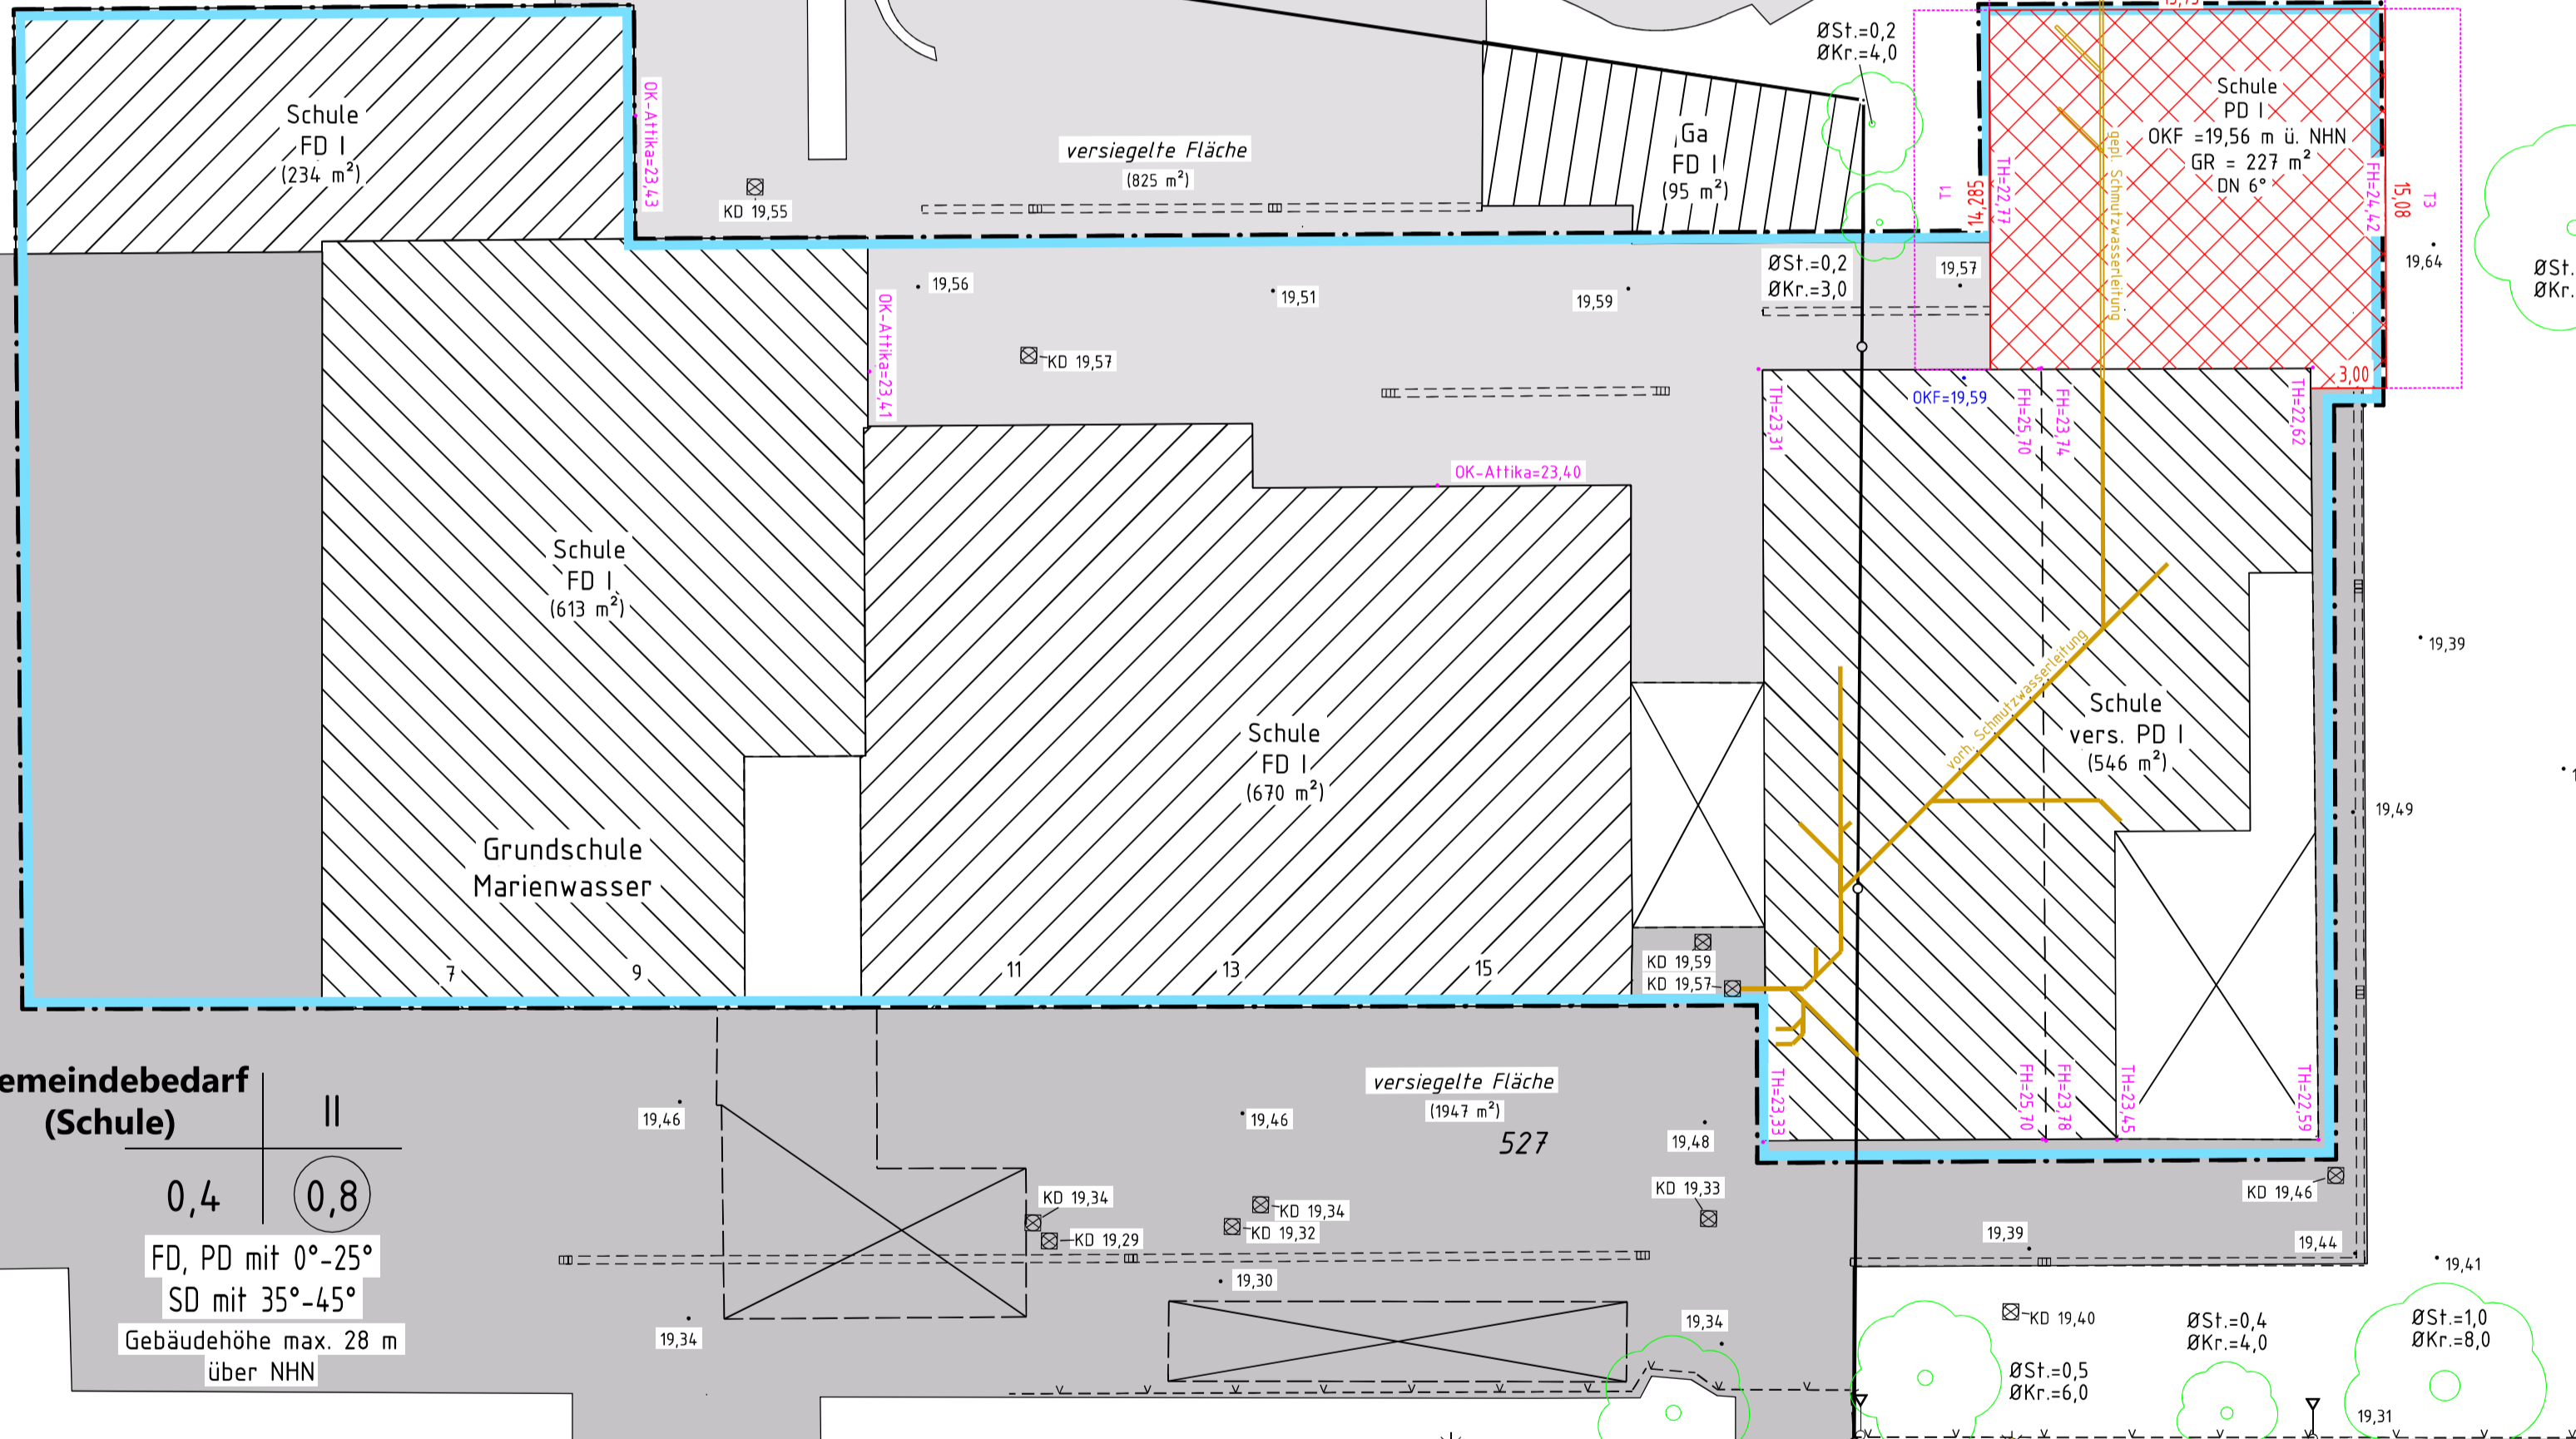 Schule
FD I
(234 m²)
OK-Attika=23,43
KD 19,55
versiegelte Fläche
(825 m²)
Ga
FD I
(95 m²)
ØSt.=0,2
ØKr.=4,0
T1
14,285
TH=22,77
gepl. Schmutzwasserleitung
Schule
PD I
OKF =19,56 m ü. NHN
GR = 227 m²
DN 6°
FH=24,42
15,08
T3
19,64
ØSt.
ØKr.
3,00
OK-Attika=23,41
19,56
19,51
19,59
ØSt.=0,2
ØKr.=3,0
19,57
KD 19,57
OK-Attika=23,40
TH=23,31
OKF=19,59
FH=25,70
FH=23,74
TH=22,62
Schule
FD I
(613 m²)
Schule
FD I
(670 m²)
vorh. Schmutzwasserleitung
Schule
vers. PD I
(546 m²)
19,39
19,49
Grundschule
Marienwasser
7
9
11
13
15
KD 19,59
KD 19,57
TH=23,33
FH=25,70
FH=23,78
TH=23,45
TH=22,59
emeindebedarf
(Schule)
II
0,4
0,8
FD, PD mit 0°-25°
SD mit 35°-45°
Gebäudehöhe max. 28 m
über NHN
19,46
19,46
versiegelte Fläche
(1947 m²)
527
19,48
KD 19,34
KD 19,29
KD 19,34
KD 19,32
KD 19,33
KD 19,46
19,30
19,34
19,34
19,39
19,44
19,41
KD 19,40
ØSt.=0,5
ØKr.=6,0
ØSt.=0,4
ØKr.=4,0
ØSt.=1,0
ØKr.=8,0
19,31